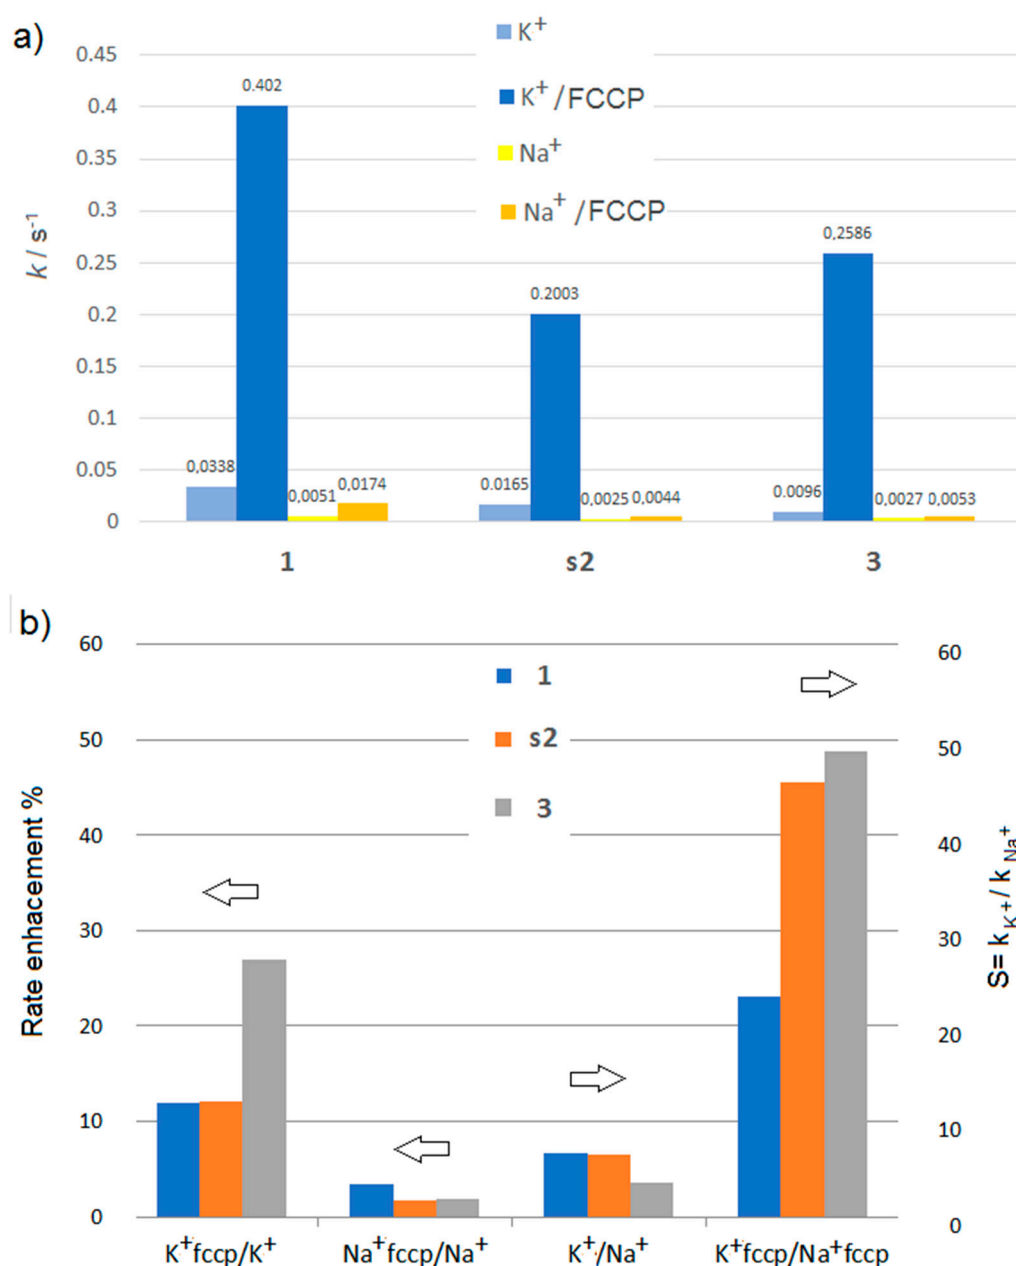 a)
K⁺
K⁺/FCCP
Na⁺
Na⁺/FCCP
k / s⁻¹
0.45
0.4
0.35
0.3
0.25
0.2
0.15
0.1
0.05
0
0,0338
0.402
0,0051
0,0174
0.0165
0.2003
0,0025
0,0044
0.0096
0,2586
0,0027
0,0053
1
s2
3
b)
1
s2
3
Rate enhacement %
60
50
40
30
20
10
0
S= k K⁺/ k Na⁺
60
50
40
30
20
10
0
K⁺fccp/K⁺
Na⁺fccp/Na⁺
K⁺/Na⁺
K⁺fccp/Na⁺fccp